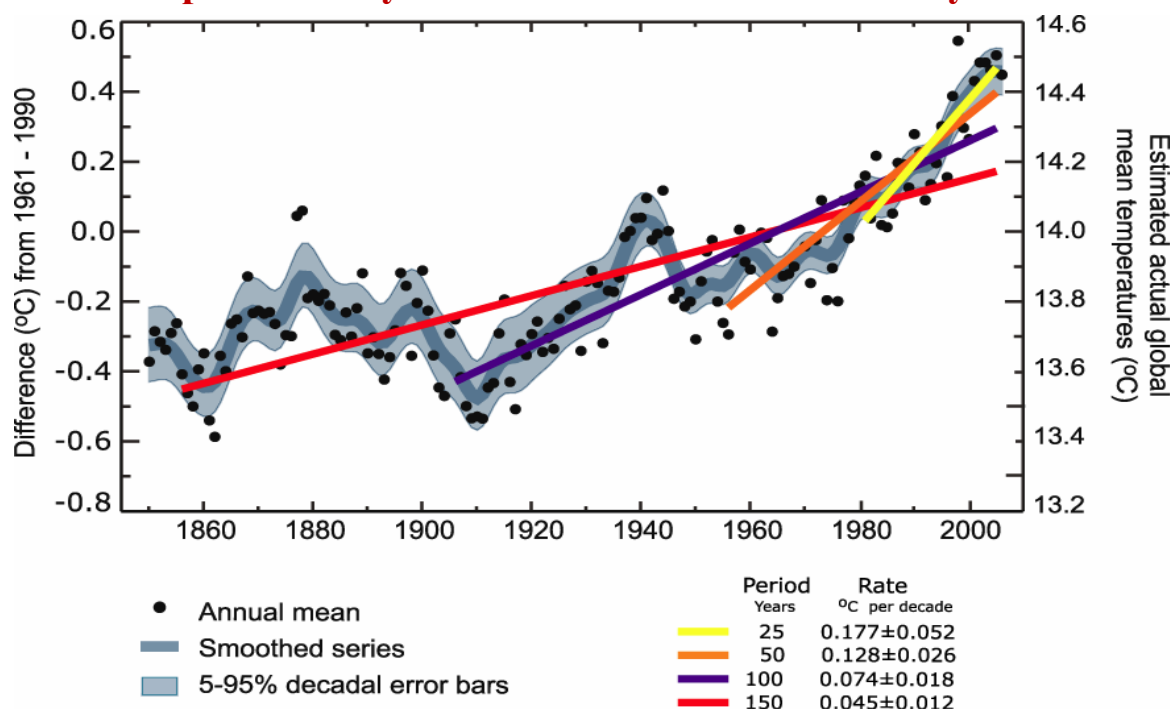 0.6
0.4
0.2
0.0
-0.2
-0.4
-0.6
-0.8
Difference (ºC) from 1961 - 1990
14.6
14.4
14.2
14.0
13.8
13.6
13.4
13.2
Estimated actual global
mean temperatures (ºC)
1860 1880 1900 1920 1940 1960 1980 2000
Annual mean
Smoothed series
5-95% decadal error bars
Period Rate
Years ºC per decade
25 0.177±0.052
50 0.128±0.026
100 0.074±0.018
150 0.045±0.012